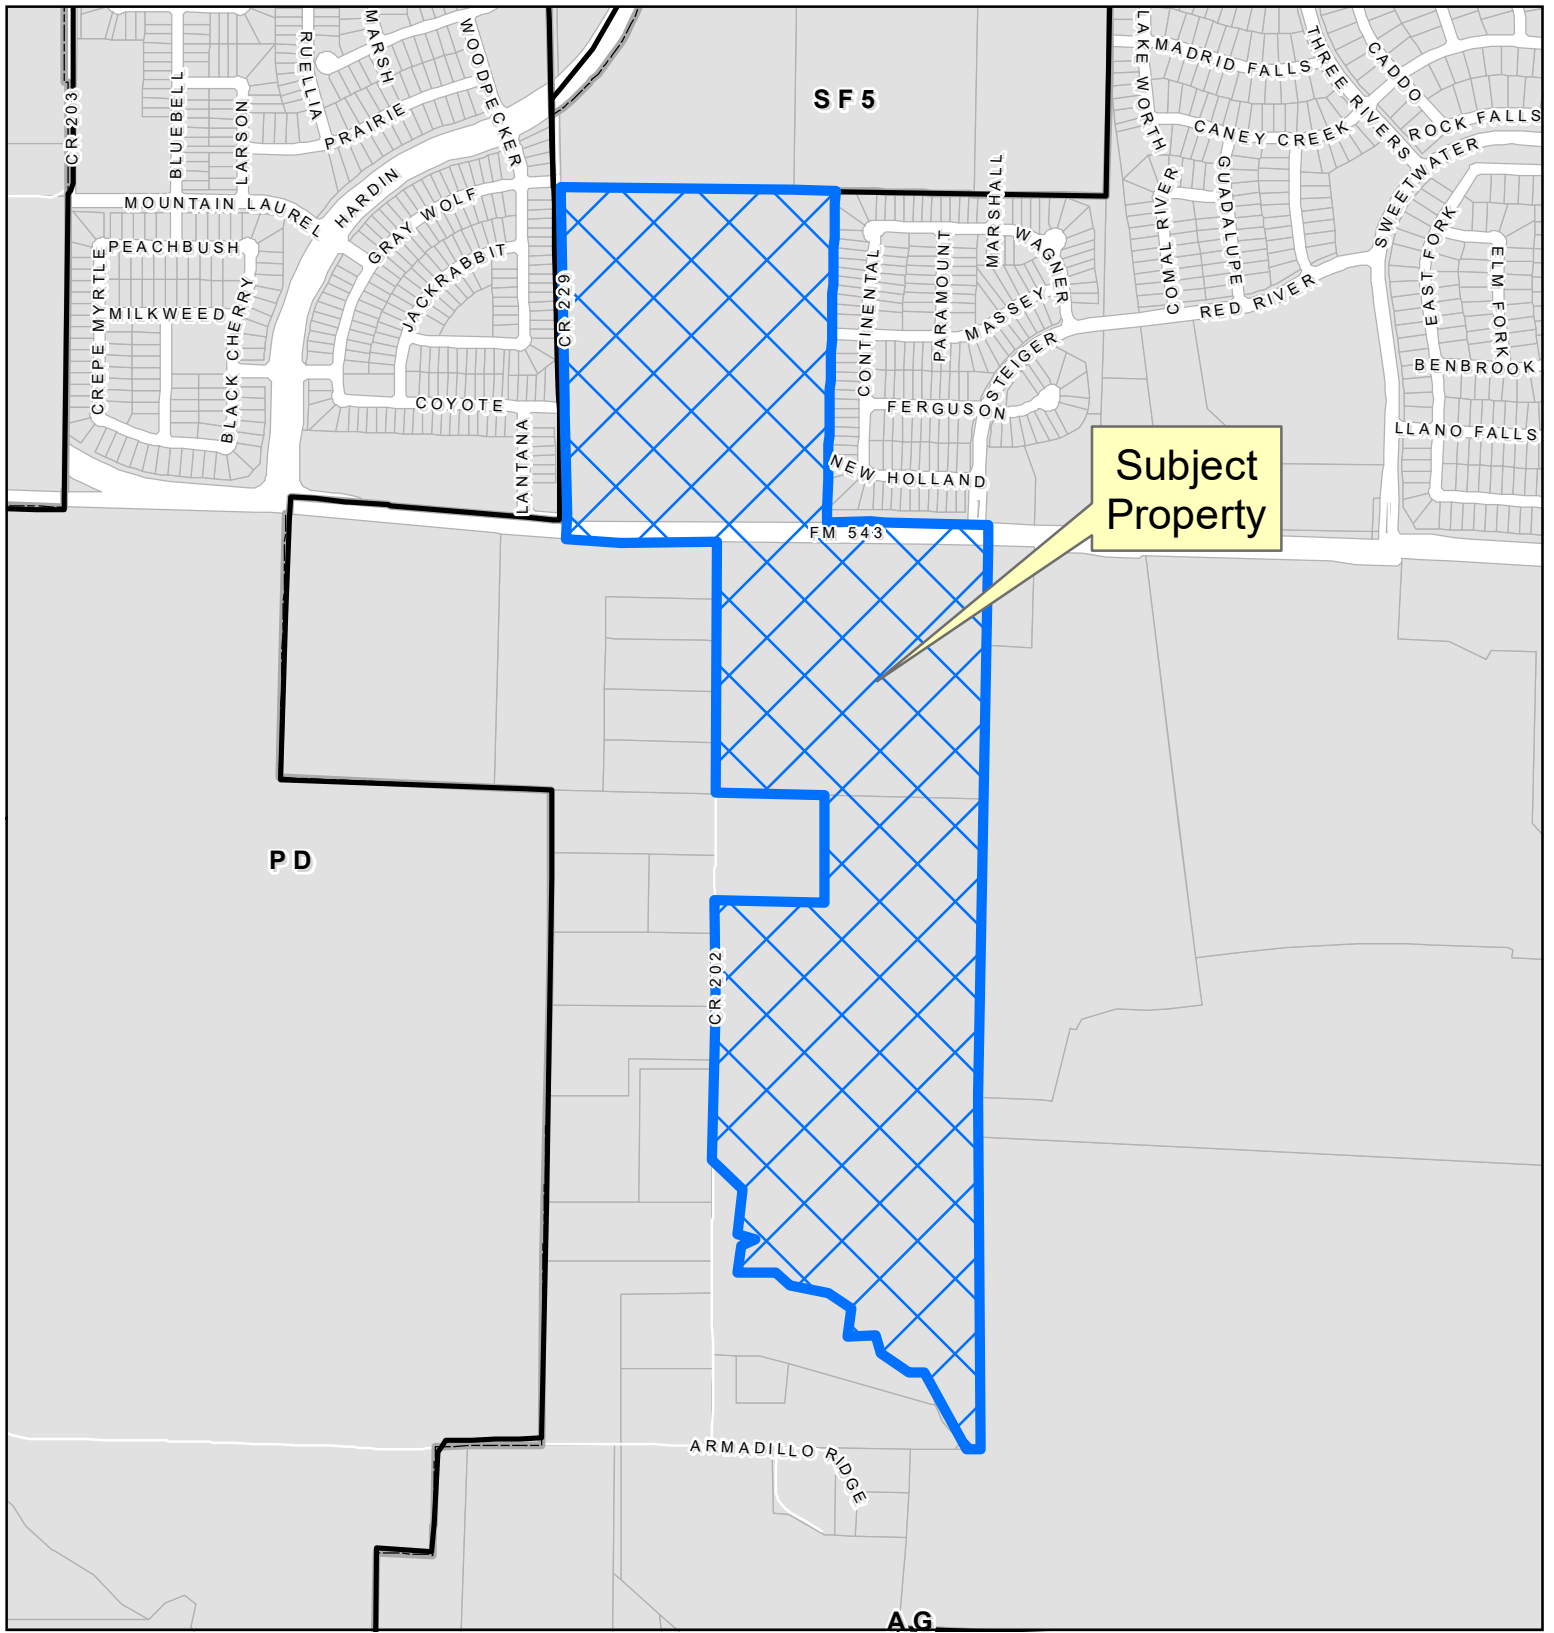 CR 203
BLUEBELL
LARSON
RUELLIA
MARSH
WOODPECKER
PRAIRIE
HARDIN
MOUNTAIN LAUREL
GRAY WOLF
PEACHBUSH
JACKRABBIT
MILKWEED
CREPE MYRTLE
BLACK CHERRY
COYOTE
LANTANA
CR 229
SF5
LAKE WORTH
MADRID FALLS
THREE RIVERS
CADDO
ROCK FALLS
CANEY CREEK
SWEETWATER
GUADALUPE
COMAL RIVER
MARSHALL
WAGNER
CONTINENTAL
PARAMOUNT
MASSEY
STEIGER
RED RIVER
EAST FORK
ELM FORK
BENBROOK
FERGUSON
LLANO FALLS
NEW HOLLAND
Subject
Property
FM 543
PD
CR 202
ARMADILLO RIDGE
AG